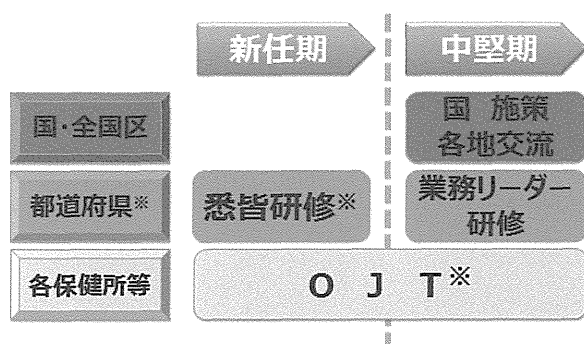 新任期
中堅期
国・全国区
国 施策
各地交流
都道府県※
悉皆研修※
業務リーダー
研修
各保健所等
O J T※